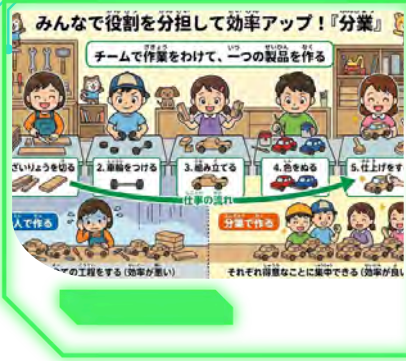 みんなで役割を分担して効率アップ!『分業』
チームで作業をわけて、一つの製品を作る
ざいりょうを切る
2.車輪をつける
3.組み立てる
4.色をぬる
5.仕上げをす
仕事の流れ
人で作る
分業で作る
ての工程をする(効率が悪い)
それぞれ得意なことに集中できる(効率が良い